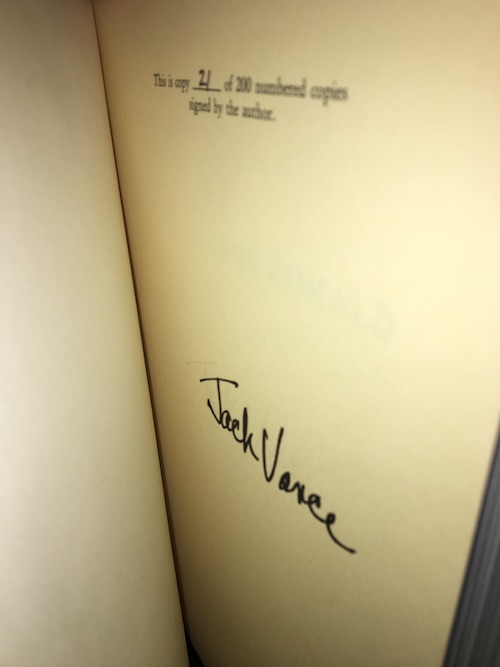 This is copy 21 of 200 numbered copies
signed by the author.
Jack Vance